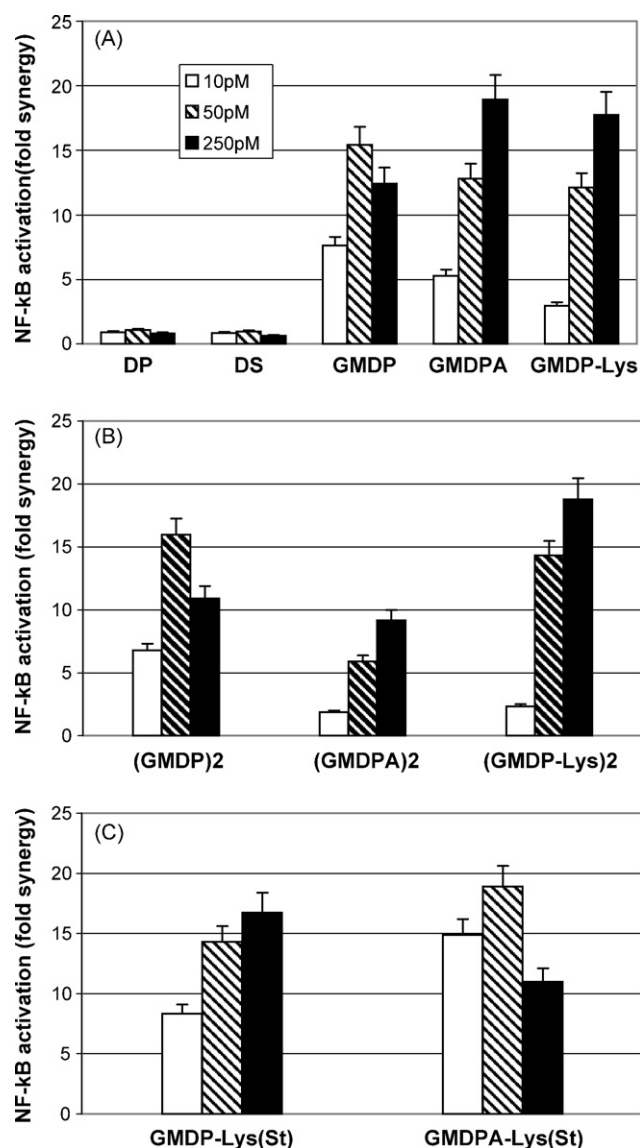 (A)
NF-kB activation(fold synergy)
25
20
15
10
5
0
10pM
50pM
250pM
DP DS GMDP GMDPA GMDP-Lys
(B)
NF-kB activation (fold synergy)
25
20
15
10
5
0
(GMDP)2 (GMDPA)2 (GMDP-Lys)2
(C)
NF-kB activation (fold synergy)
25
20
15
10
5
0
GMDP-Lys(St) GMDPA-Lys(St)